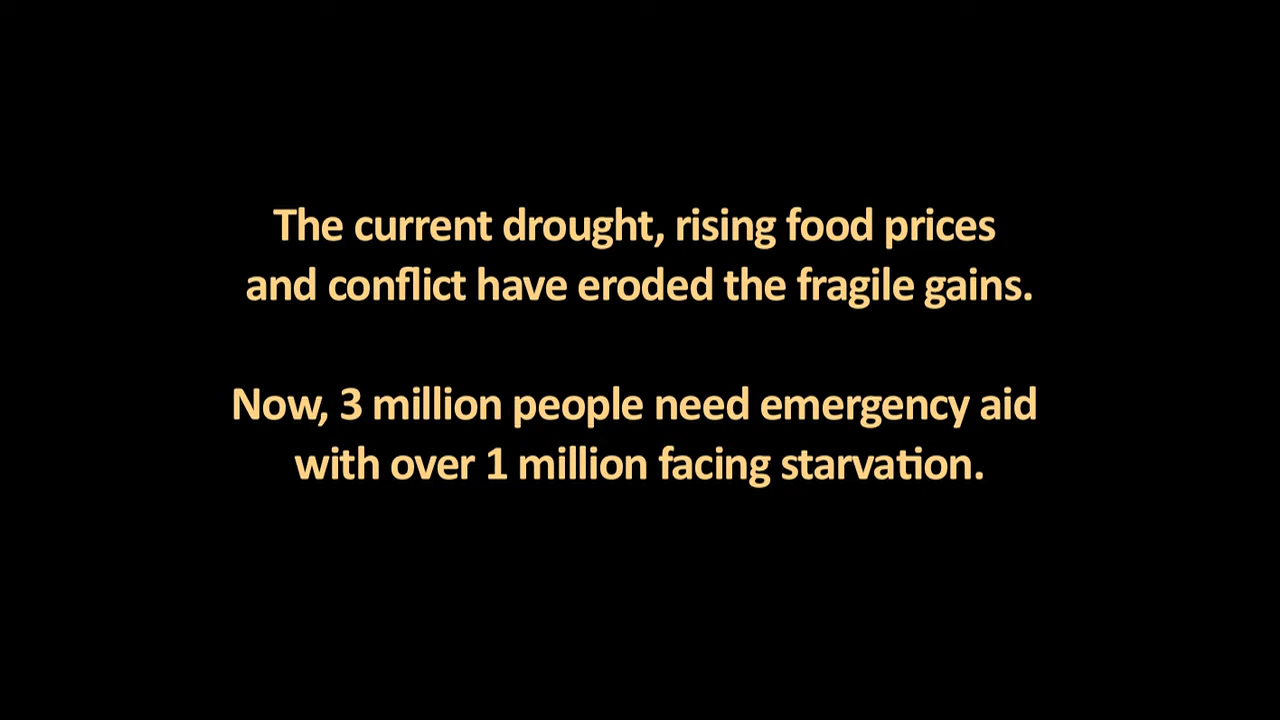 The current drought, rising food prices
and conflict have eroded the fragile gains.
Now, 3 million people need emergency aid
with over 1 million facing starvation.